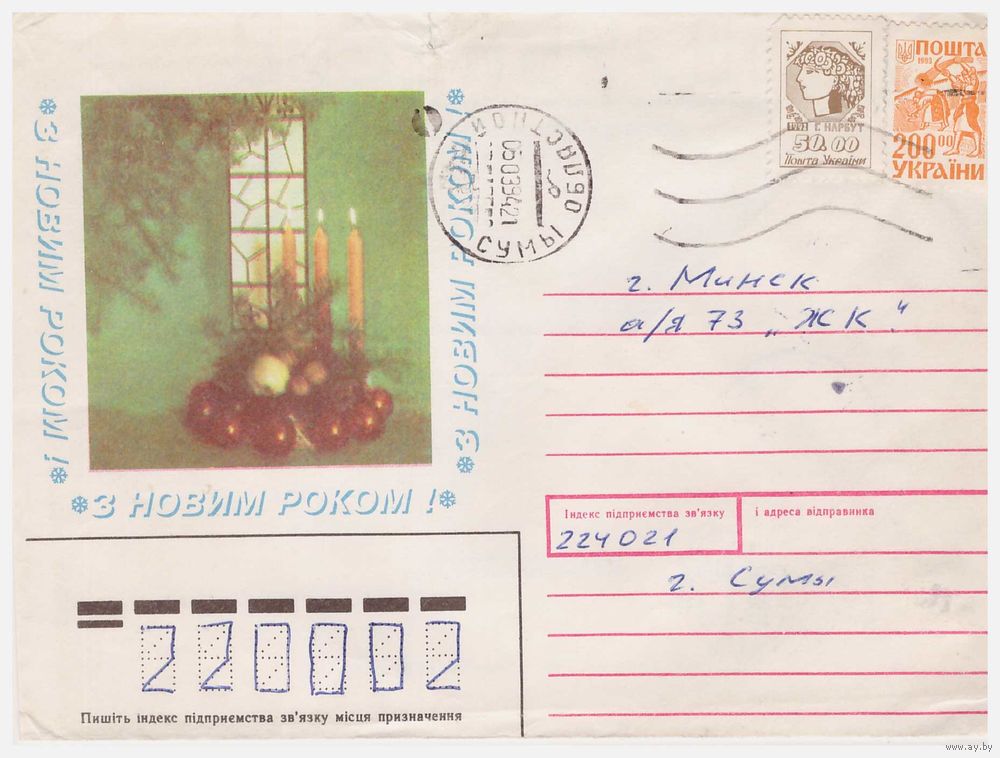 ПОШТА
1993
200 00
УКРАЇНИ
1992 Г. НАРБУТ
50.00
Пошта України
08039421
СУМЫ
З НОВИМ РОКОМ !
З НОВИМ РОКОМ !
З НОВИМ РОКОМ !
г. Минск
а/я 73 „ЖК“
Індекс підприємства зв'язку
і адреса відправника
224021
г. Сумы
220002
Пишіть індекс підприємства зв'язку місця призначення
www.ay.by